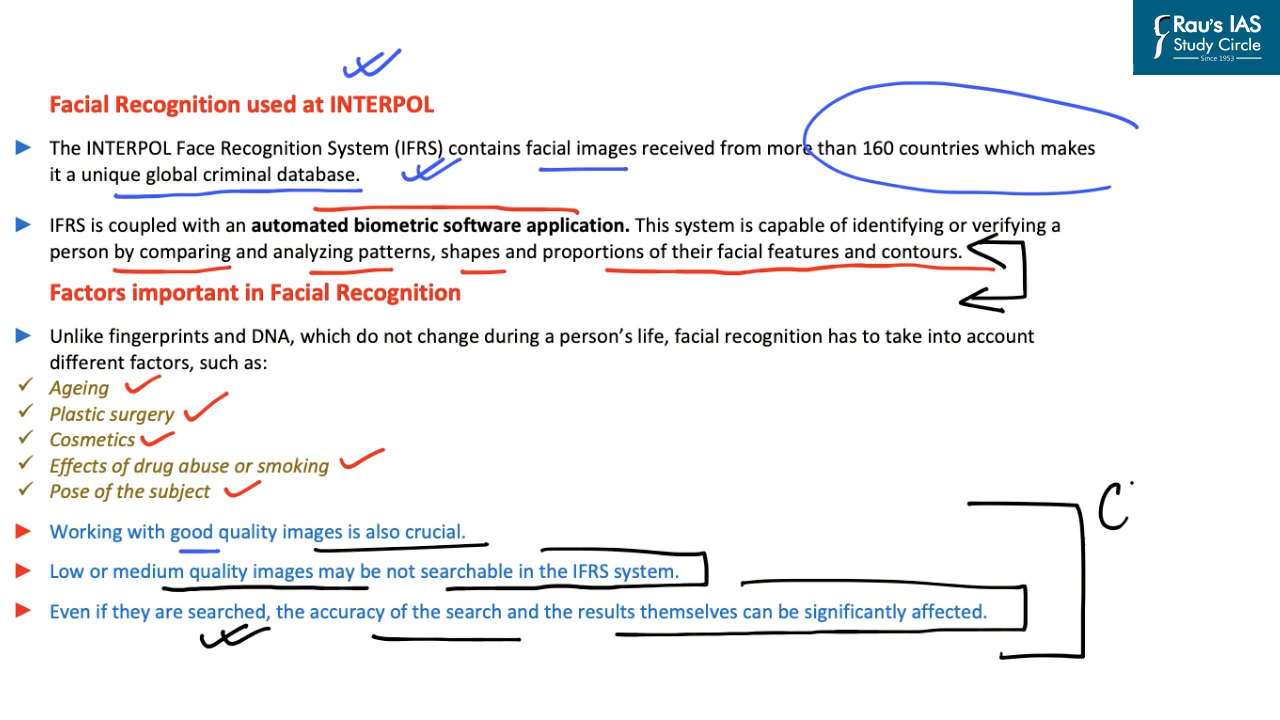 Rau's IAS
Study Circle
Since 1953
Facial Recognition used at INTERPOL
The INTERPOL Face Recognition System (IFRS) contains facial images received from more than 160 countries which makes
it a unique global criminal database.
IFRS is coupled with an automated biometric software application. This system is capable of identifying or verifying a
person by comparing and analyzing patterns, shapes and proportions of their facial features and contours.
Factors important in Facial Recognition
Unlike fingerprints and DNA, which do not change during a person's life, facial recognition has to take into account
different factors, such as:
Ageing
Plastic surgery
Cosmetics
Effects of drug abuse or smoking
Pose of the subject
C
Working with good quality images is also crucial.
Low or medium quality images may be not searchable in the IFRS system.
Even if they are searched, the accuracy of the search and the results themselves can be significantly affected.